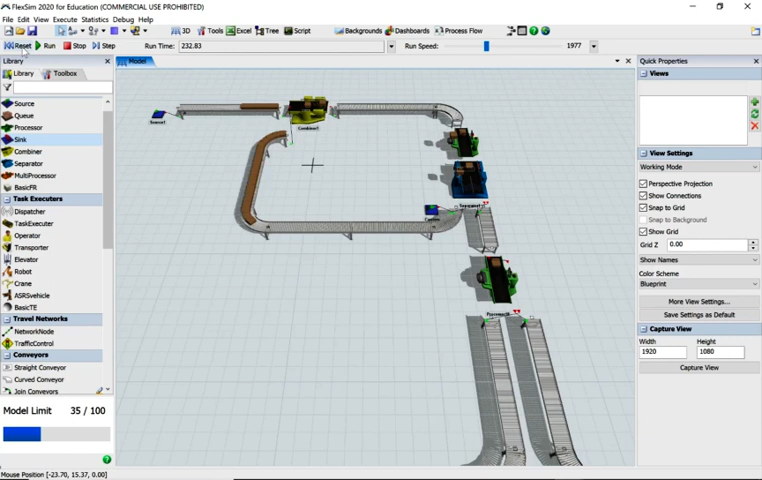 FlexSim 2020 for Education (COMMERCIAL USE PROHIBITED)
File Edit View Execute Statistics Debug Help
3D Tools Excel Tree Script Backgrounds Dashboards Process Flow
Reset Run Stop Step Run Time: 232.83 Run Speed: 1977
Library
Library Toolbox
Source
Queue
Processor
Sink
Combiner
Separator
MultiProcessor
BasicFR
Task Executors
Dispatcher
TaskExecuter
Operator
Transporter
Elevator
Robot
Crane
ASRSvehicle
BasicTE
Travel Networks
NetworkNode
TrafficControl
Conveyors
Straight Conveyor
Curved Conveyor
Join Conveyors
Model Limit 35 / 100
Mouse Position [-23.70, 15.37, 0.00]
Model
Source1
Combiner1
Quick Properties
Views
View Settings
Working Mode
Perspective Projection
Show Connections
Snap to Grid
Snap to Background
Show Grid
Grid Z 0.00
Show Names
Color Scheme
Blueprint
More View Settings...
Save Settings as Default
Capture View
Width Height
1920 1080
Capture View